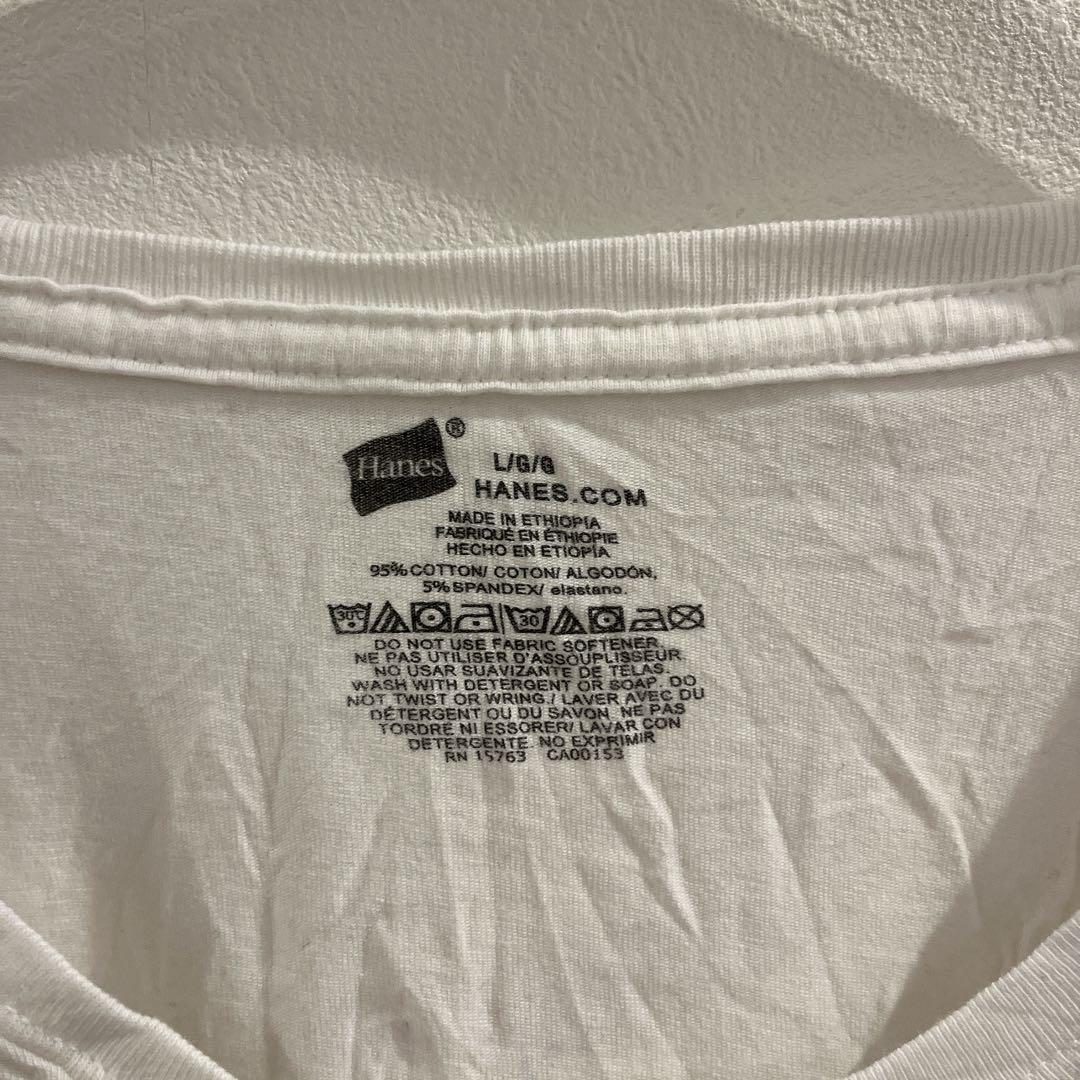 Hanes®
L/G/G
HANES.COM
MADE IN ETHIOPIA
FABRIQUÉ EN ÉTHIOPIE
HECHO EN ETIOPÍA
95% COTTON/ COTON/ ALGODÓN,
5% SPANDEX/ elastano.
30°C 30
DO NOT USE FABRIC SOFTENER.
NE PAS UTILISER D'ASSOUPLISSEUR.
NO USAR SUAVIZANTE DE TELAS.
WASH WITH DETERGENT OR SOAP. DO
NOT TWIST OR WRING./ LAVER AVEC DU
DÉTERGENT OU DU SAVON. NE PAS
TORDRE NI ESSORER/ LAVAR CON
DETERGENTE. NO EXPRIMIR
RN 15763 CA00153